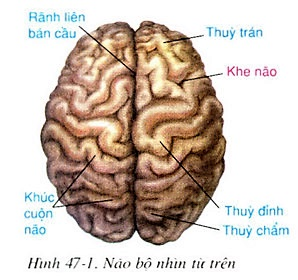 Rãnh liên
bán cầu
Thuỳ trán
Khe não
Khúc
cuộn
não
Thuỳ đỉnh
Thuỳ chẩm
Hình 47-1. Não bộ nhìn từ trên